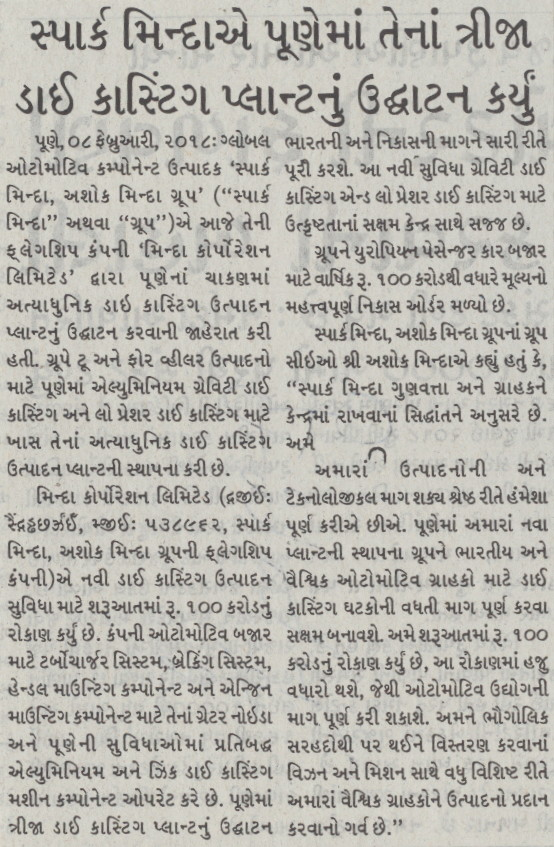 સ્પાર્ક મિન્દાએ પૂણેમાં તેનાં ત્રીજા
ડાઈ કાસ્ટિંગ પ્લાન્ટનું ઉદ્ઘાટન કર્યું
પૂણે, ૦૮ ફેબ્રુઆરી, ૨૦૧૮: ગ્લોબલ
ઓટોમોટિવ કમ્પોનેન્ટ ઉત્પાદક ‘સ્પાર્ક
મિન્દા, અશોક મિન્દા ગ્રૂપ’ (“સ્પાર્ક
મિન્દા” અથવા “ગ્રૂપ”)એ આજે તેની
ફ્લેગશિપ કંપની ‘મિન્દા કોર્પોરેશન
લિમિટેડ’ દ્વારા પૂણેનાં ચાકણમાં
અત્યાધુનિક ડાઇ કાસ્ટિંગ ઉત્પાદન
પ્લાન્ટનું ઉદ્ઘાટન કરવાની જાહેરાત કરી
હતી. ગ્રૂપે ટૂ અને ફોર વ્હીલર ઉત્પાદનો
માટે પૂણેમાં એલ્યુમિનિયમ ગ્રેવિટી ડાઈ
કાસ્ટિંગ અને લો પ્રેશર ડાઈ કાસ્ટિંગ માટે
ખાસ તેનાં અત્યાધુનિક ડાઈ કાસ્ટિંગ
ઉત્પાદન પ્લાન્ટની સ્થાપના કરી છે.
મિન્દા કોર્પોરેશન લિમિટેડ (દ્રજીઈઃ
મ્જીઈઃ ૫૩૮૯૬૨, સ્પાર્ક
મિન્દા, અશોક મિન્દા ગ્રૂપની ફ્લેગશિપ
કંપની)એ નવી ડાઈ કાસ્ટિંગ ઉત્પાદન
સુવિધા માટે શરૂઆતમાં રૂ. ૧૦૦ કરોડનું
રોકાણ કર્યું છે. કંપની ઓટોમોટિવ બજાર
માટે ટર્બોચાર્જર સિસ્ટમ, બ્રેકિંગ સિસ્ટમ,
હેન્ડલ માઉન્ટિંગ કમ્પોનેન્ટ અને એન્જિન
માઉન્ટિંગ કમ્પોનેન્ટ માટે તેનાં ગ્રેટર નોઇડા
અને પૂણેની સુવિધાઓમાં પ્રતિબદ્ધ
એલ્યુમિનિયમ અને ઝિંક ડાઈ કાસ્ટિંગ
મશીન કમ્પોનેન્ટ ઓપરેટ કરે છે. પૂણેમાં
ત્રીજા ડાઈ કાસ્ટિંગ પ્લાન્ટનું ઉદ્ઘાટન
ભારતની અને નિકાસની માગને સારી રીતે
પૂરી કરશે. આ નવી સુવિધા ગ્રેવિટી ડાઈ
કાસ્ટિંગ એન્ડ લો પ્રેશર ડાઈ કાસ્ટિંગ માટે
ઉત્કૃષ્ટતાનાં સક્ષમ કેન્દ્ર સાથે સજ્જ છે.
ગ્રૂપને યુરોપિયન પેસેન્જર કાર બજાર
માટે વાર્ષિક રૂ. ૧૦૦ કરોડથી વધારે મૂલ્યનો
મહત્ત્વપૂર્ણ નિકાસ ઓર્ડર મળ્યો છે.
સ્પાર્ક મિન્દા, અશોક મિન્દા ગ્રૂપનાં ગ્રૂપ
સીઇઓ શ્રી અશોક મિન્દાએ કહ્યું હતું કે,
“સ્પાર્ક મિન્દા ગુણવત્તા અને ગ્રાહકને
કેન્દ્રમાં રાખવાનાં સિદ્ધાંતને અનુસરે છે.
અમે
અમારાં ઉત્પાદનોની અને
ટેકનોલોજીકલ માગ શક્ય શ્રેષ્ઠ રીતે હંમેશા
પૂર્ણ કરીએ છીએ. પૂણેમાં અમારાં નવા
પ્લાન્ટની સ્થાપના ગ્રૂપને ભારતીય અને
વૈશ્વિક ઓટોમોટિવ ગ્રાહકો માટે ડાઈ
કાસ્ટિંગ ઘટકોની વધતી માગ પૂર્ણ કરવા
સક્ષમ બનાવશે. અમે શરૂઆતમાં રૂ. ૧૦૦
કરોડનું રોકાણ કર્યું છે, આ રોકાણમાં હજુ
વધારો થશે, જેથી ઓટોમોટિવ ઉદ્યોગની
માગ પૂર્ણ કરી શકાશે. અમને ભૌગોલિક
સરહદોથી પર થઈને વિસ્તરણ કરવાનાં
વિઝન અને મિશન સાથે વધુ વિશિષ્ટ રીતે
અમારાં વૈશ્વિક ગ્રાહકોને ઉત્પાદનો પ્રદાન
કરવાનો ગર્વ છે.”